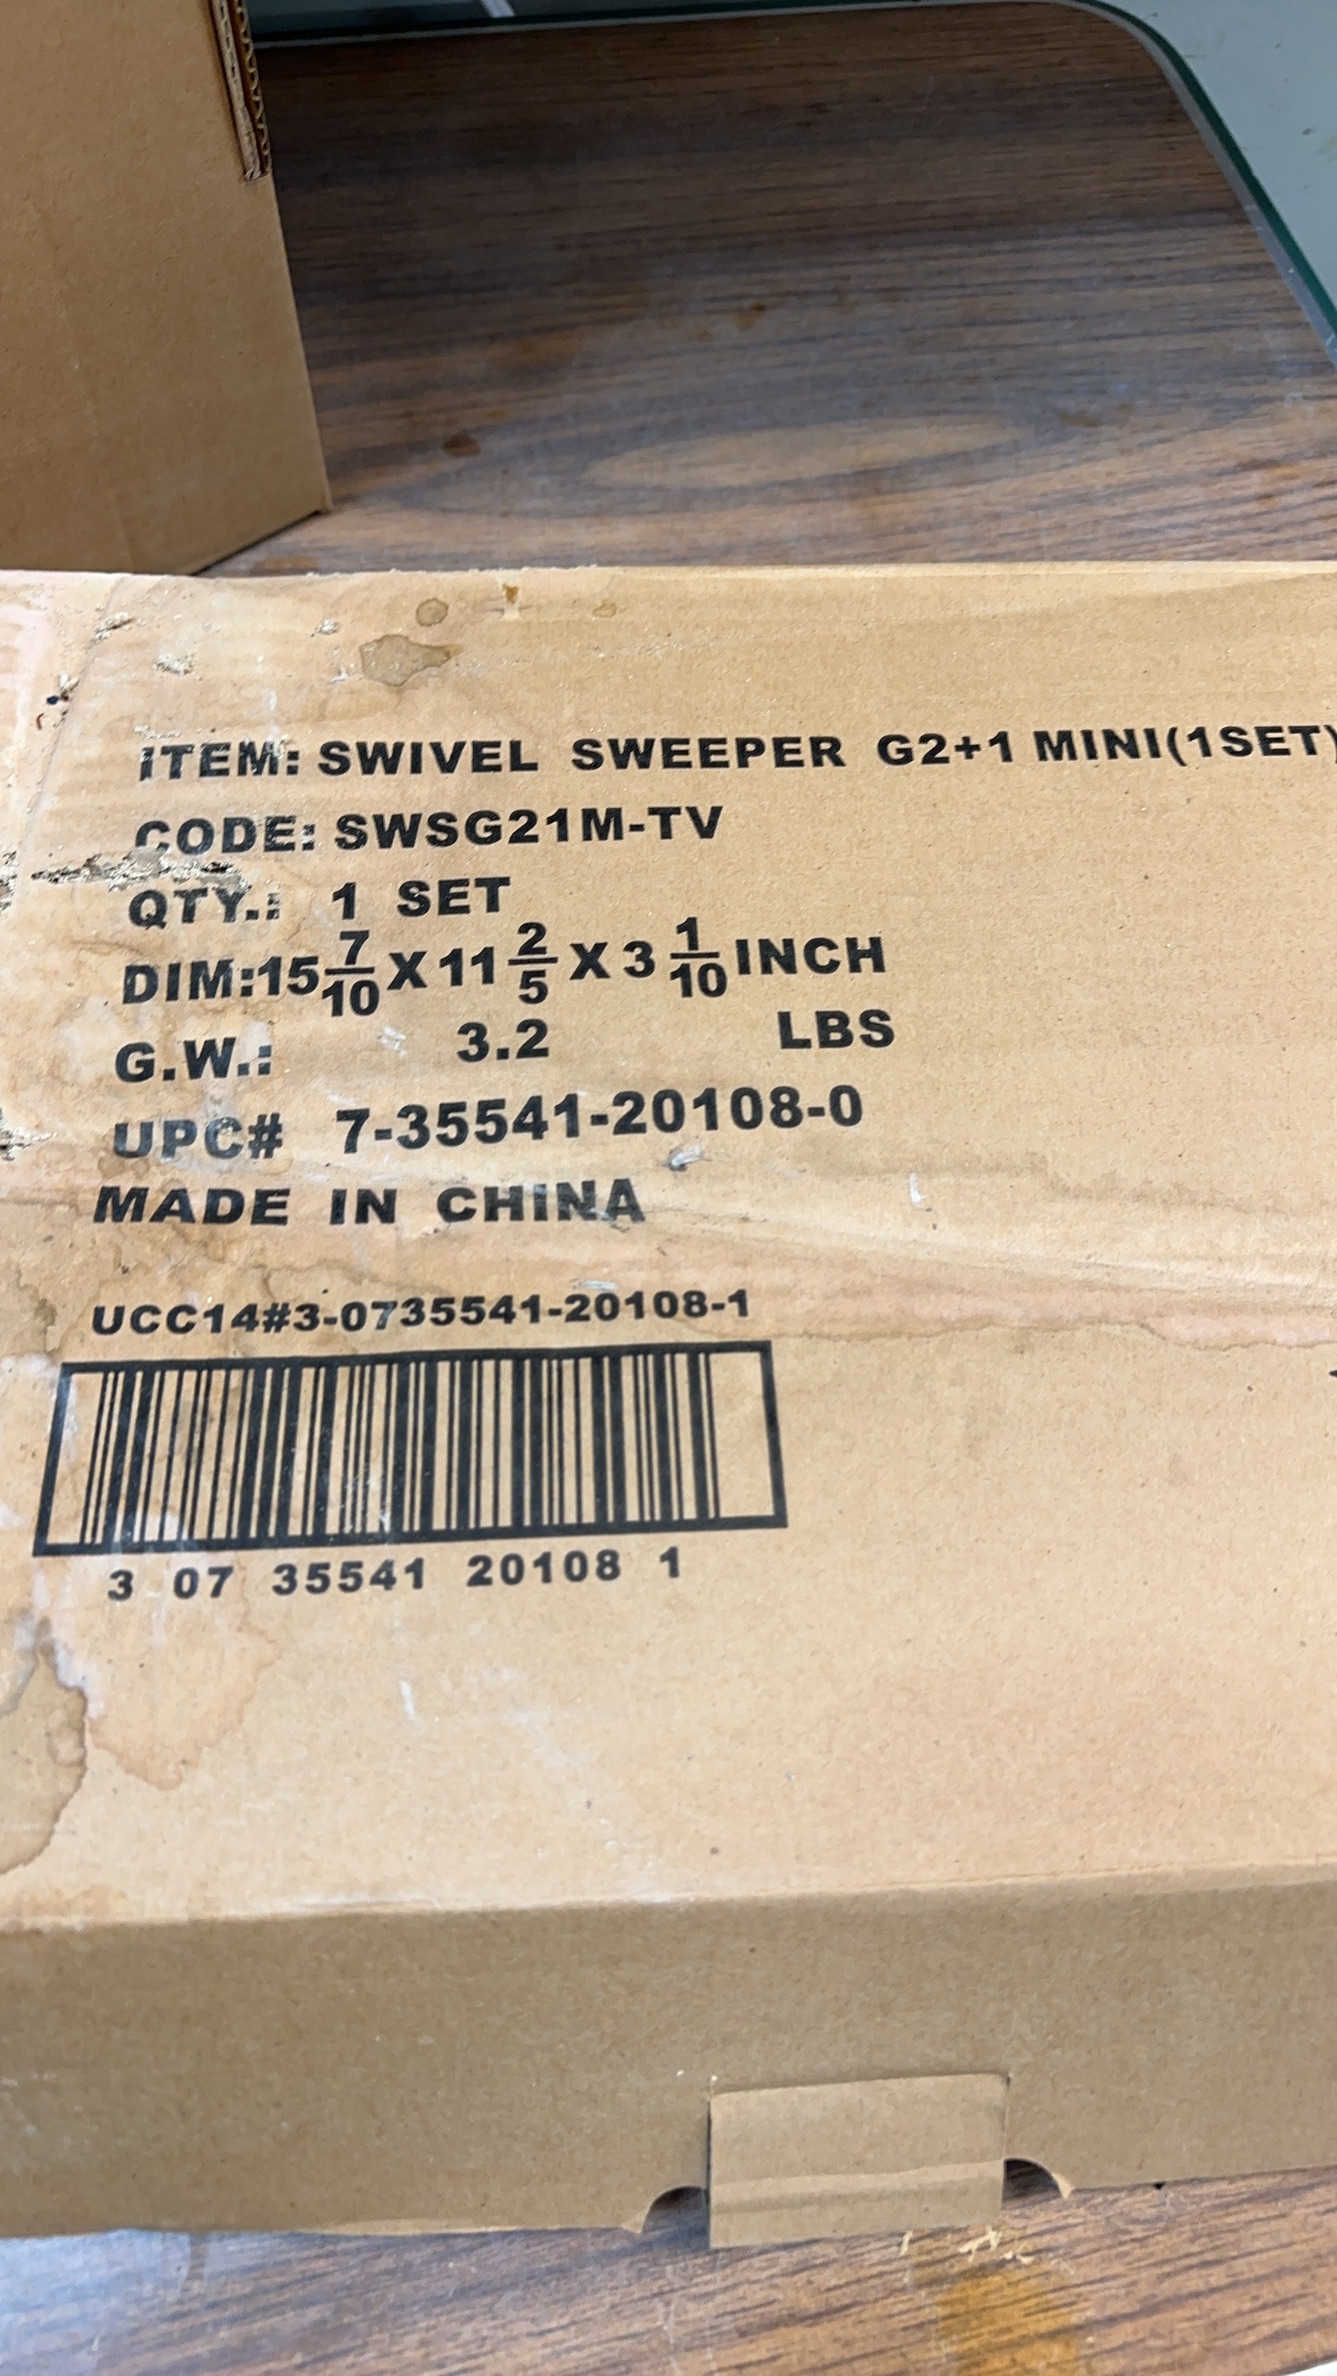 ITEM: SWIVEL SWEEPER G2+1 MINI(1SET)
CODE: SWSG21M-TV
QTY.: 1 SET
DIM:15 7/10 X 11 2/5 X 3 1/10 INCH
G.W.: 3.2 LBS
UPC# 7-35541-20108-0
MADE IN CHINA
UCC14#3-0735541-20108-1
3 07 35541 20108 1